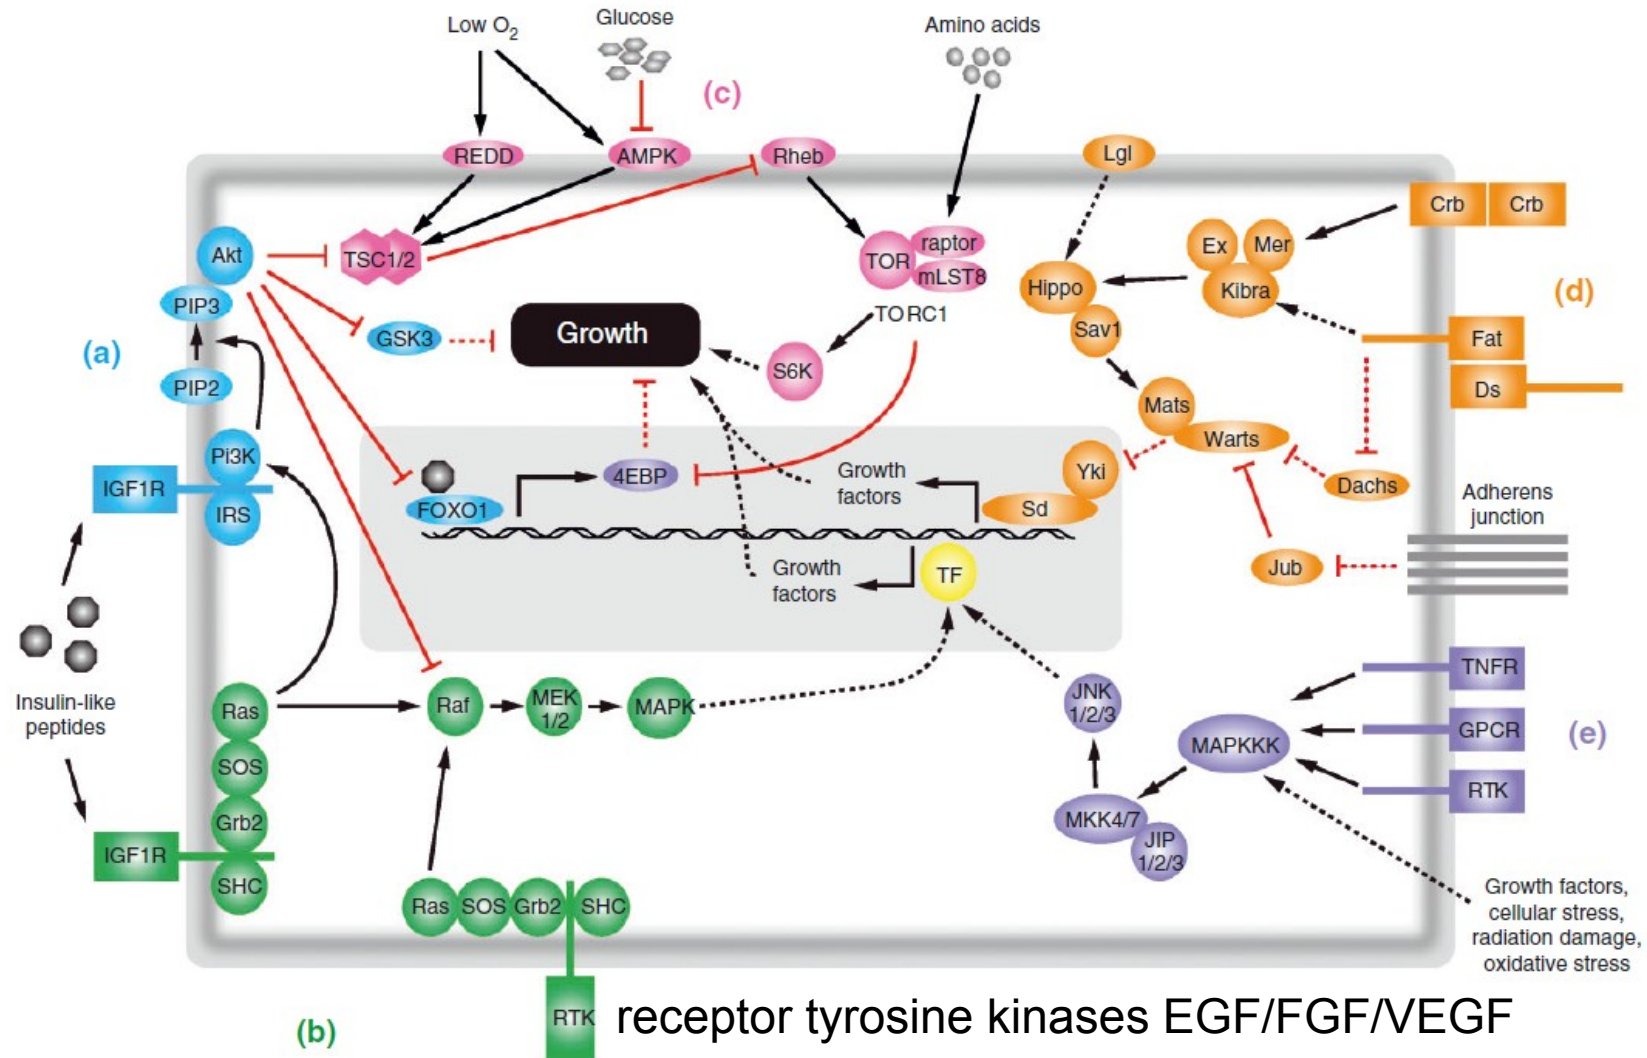 Low O2
Glucose
Amino acids
(c)
REDD
AMPK
Rheb
Lgl
Crb
Crb
Akt
TSC1/2
TOR
raptor
mLST8
TORC1
Ex
Mer
Kibra
Hippo
Sav1
(d)
PIP3
(a)
GSK3
Growth
S6K
Fat
Ds
PIP2
Mats
Warts
Pi3K
IGF1R
IRS
FOXO1
4EBP
Growth
factors
Yki
Sd
Dachs
Adherens
junction
Growth
factors
TF
Jub
Insulin-like
peptides
Ras
Raf
MEK
1/2
MAPK
JNK
1/2/3
TNFR
MAPKKK
GPCR
(e)
RTK
SOS
Grb2
IGF1R
SHC
MKK4/7
JIP
1/2/3
Ras
SOS
Grb2
SHC
Growth factors,
cellular stress,
radiation damage,
oxidative stress
(b)
RTK
receptor tyrosine kinases EGF/FGF/VEGF